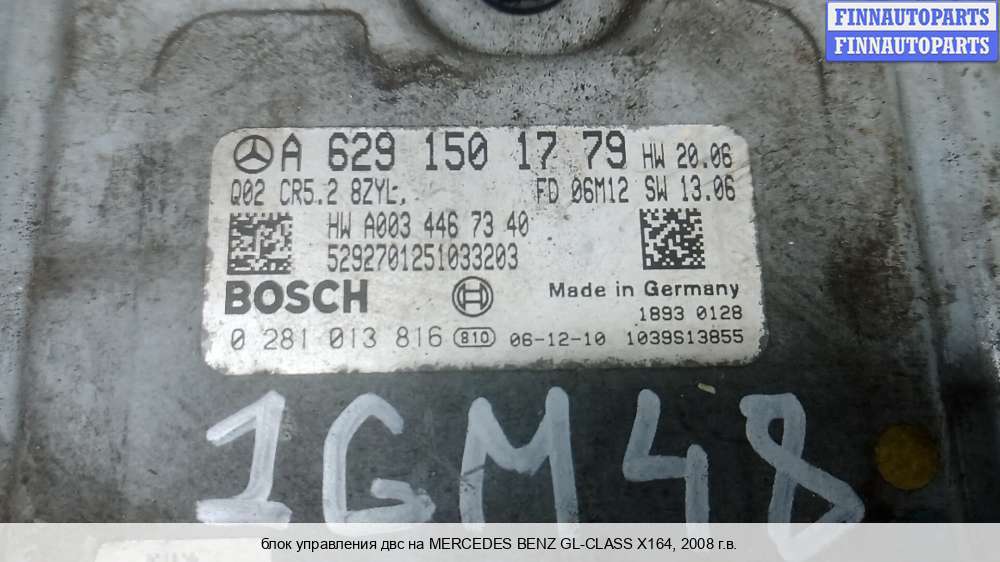 FINNAUTOPARTS
FINNAUTOPARTS
A 629 150 17 79 HW 20.06
Q02 CR5.2 8ZYL; FD 06M12 SW 13.06
HW A003 446 73 40
5292701251033203
BOSCH Made in Germany
1893 0128
0 281 013 816 810 06-12-10 1039S13855
1GM48
блок управления двс на MERCEDES BENZ GL-CLASS X164, 2008 г.в.